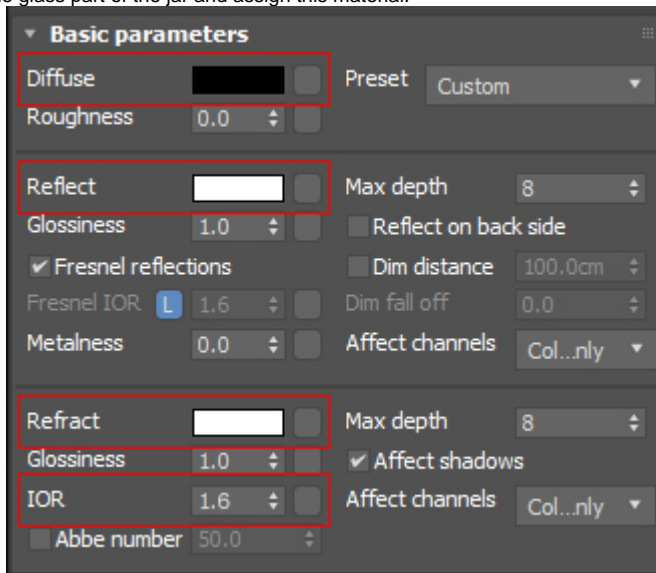 e glass part of the jar and assign this material.
Basic parameters
Diffuse Preset Custom
Roughness 0.0
Reflect Max depth 8
Glossiness 1.0 Reflect on back side
Fresnel reflections Dim distance 100.0cm
Fresnel IOR L 1.6 Dim fall off 0.0
Metalness 0.0 Affect channels Col...nly
Refract Max depth 8
Glossiness 1.0 Affect shadows
IOR 1.6 Affect channels Col...nly
Abbe number 50.0